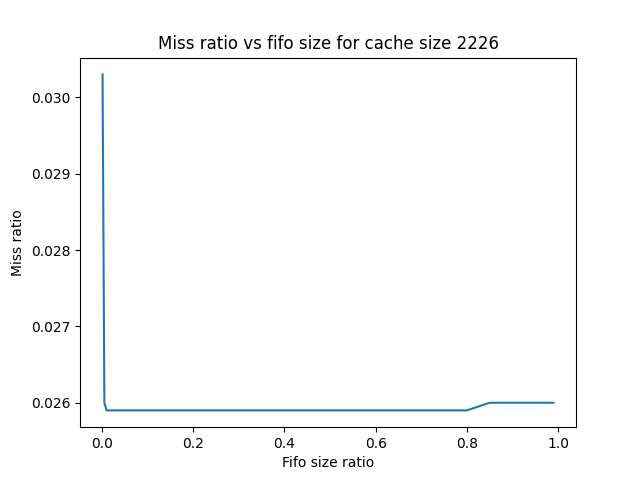 Miss ratio vs fifo size for cache size 2226
0.030
0.029
0.028
0.027
0.026
Miss ratio
0.0 0.2 0.4 0.6 0.8 1.0
Fifo size ratio